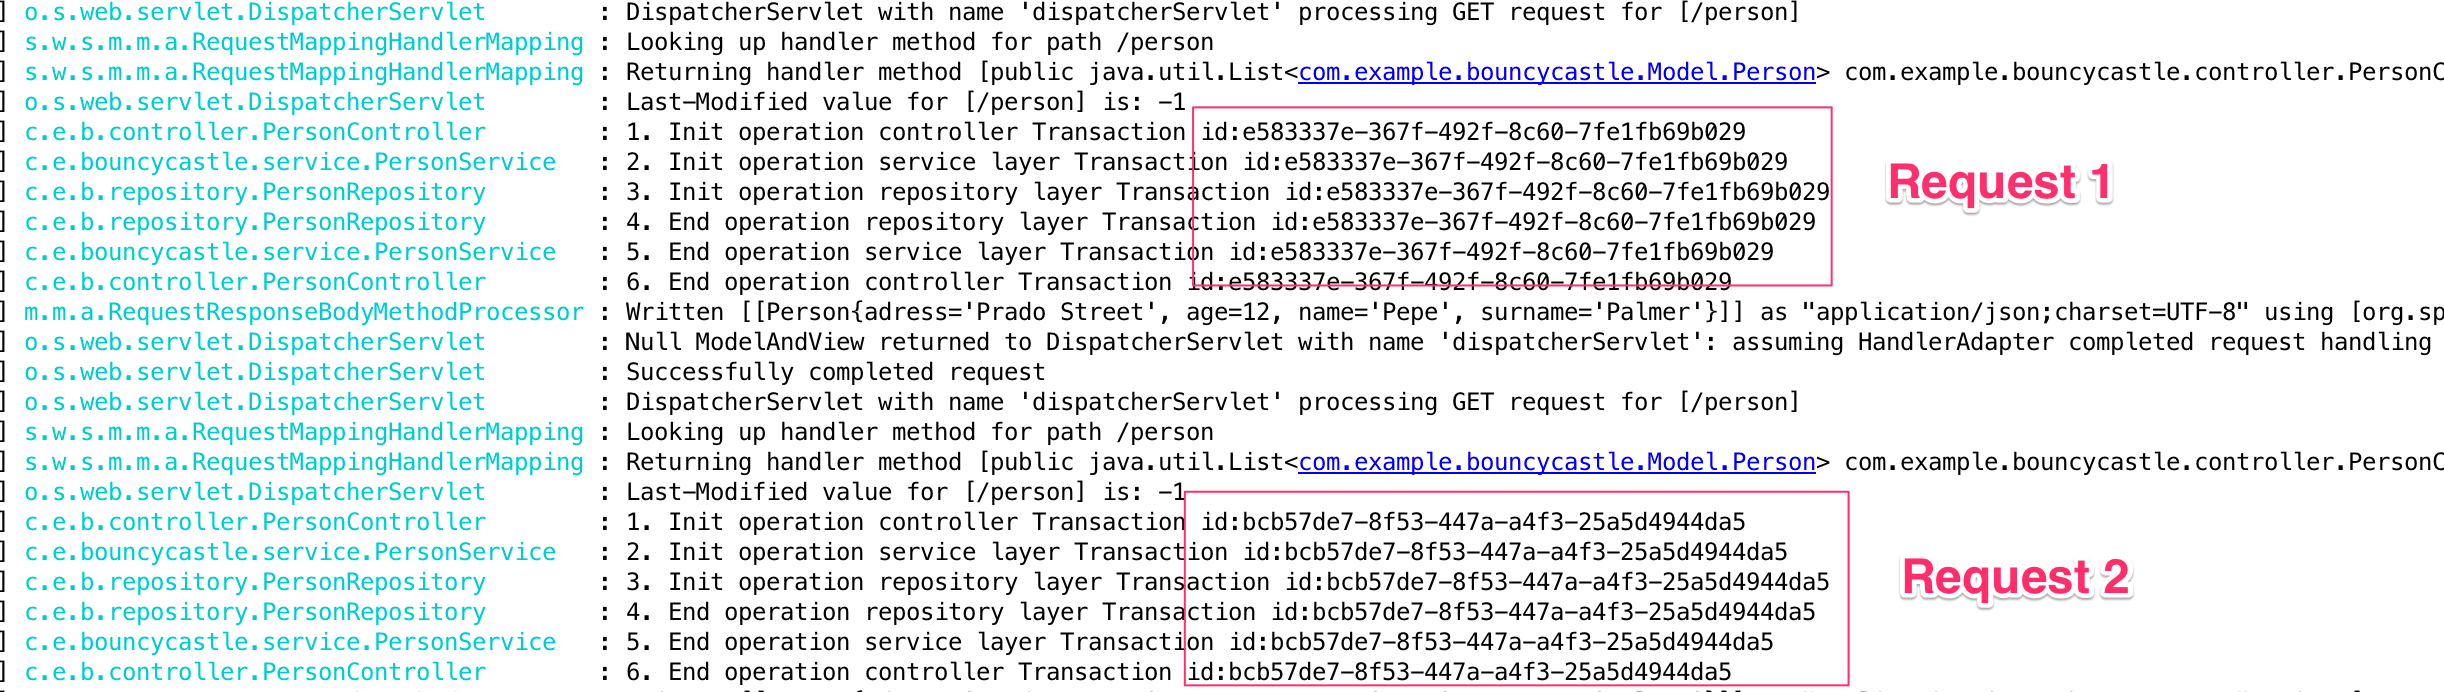 ] o.s.web.servlet.DispatcherServlet : DispatcherServlet with name 'dispatcherServlet' processing GET request for [/person]
] s.w.s.m.m.a.RequestMappingHandlerMapping : Looking up handler method for path /person
] s.w.s.m.m.a.RequestMappingHandlerMapping : Returning handler method [public java.util.List<com.example.bouncycastle.Model.Person> com.example.bouncycastle.controller.PersonC
] o.s.web.servlet.DispatcherServlet : Last-Modified value for [/person] is: -1
] c.e.b.controller.PersonController : 1. Init operation controller Transaction id:e583337e-367f-492f-8c60-7fe1fb69b029
] c.e.bouncycastle.service.PersonService : 2. Init operation service layer Transaction id:e583337e-367f-492f-8c60-7fe1fb69b029
Request 1
] c.e.b.repository.PersonRepository : 3. Init operation repository layer Transaction id:e583337e-367f-492f-8c60-7fe1fb69b029
] c.e.b.repository.PersonRepository : 4. End operation repository layer Transaction id:e583337e-367f-492f-8c60-7fe1fb69b029
] c.e.bouncycastle.service.PersonService : 5. End operation service layer Transaction id:e583337e-367f-492f-8c60-7fe1fb69b029
] c.e.b.controller.PersonController : 6. End operation controller Transaction id:e583337e-367f-492f-8c60-7fe1fb69b029
] m.m.a.RequestResponseBodyMethodProcessor : Written [[Person{adress='Prado Street', age=12, name='Pepe', surname='Palmer'}]] as "application/json;charset=UTF-8" using [org.sp
] o.s.web.servlet.DispatcherServlet : Null ModelAndView returned to DispatcherServlet with name 'dispatcherServlet': assuming HandlerAdapter completed request handling
] o.s.web.servlet.DispatcherServlet : Successfully completed request
] o.s.web.servlet.DispatcherServlet : DispatcherServlet with name 'dispatcherServlet' processing GET request for [/person]
] s.w.s.m.m.a.RequestMappingHandlerMapping : Looking up handler method for path /person
] s.w.s.m.m.a.RequestMappingHandlerMapping : Returning handler method [public java.util.List<com.example.bouncycastle.Model.Person> com.example.bouncycastle.controller.PersonC
] o.s.web.servlet.DispatcherServlet : Last-Modified value for [/person] is: -1
] c.e.b.controller.PersonController : 1. Init operation controller Transaction id:bcb57de7-8f53-447a-a4f3-25a5d4944da5
] c.e.bouncycastle.service.PersonService : 2. Init operation service layer Transaction id:bcb57de7-8f53-447a-a4f3-25a5d4944da5
Request 2
] c.e.b.repository.PersonRepository : 3. Init operation repository layer Transaction id:bcb57de7-8f53-447a-a4f3-25a5d4944da5
] c.e.b.repository.PersonRepository : 4. End operation repository layer Transaction id:bcb57de7-8f53-447a-a4f3-25a5d4944da5
] c.e.bouncycastle.service.PersonService : 5. End operation service layer Transaction id:bcb57de7-8f53-447a-a4f3-25a5d4944da5
] c.e.b.controller.PersonController : 6. End operation controller Transaction id:bcb57de7-8f53-447a-a4f3-25a5d4944da5